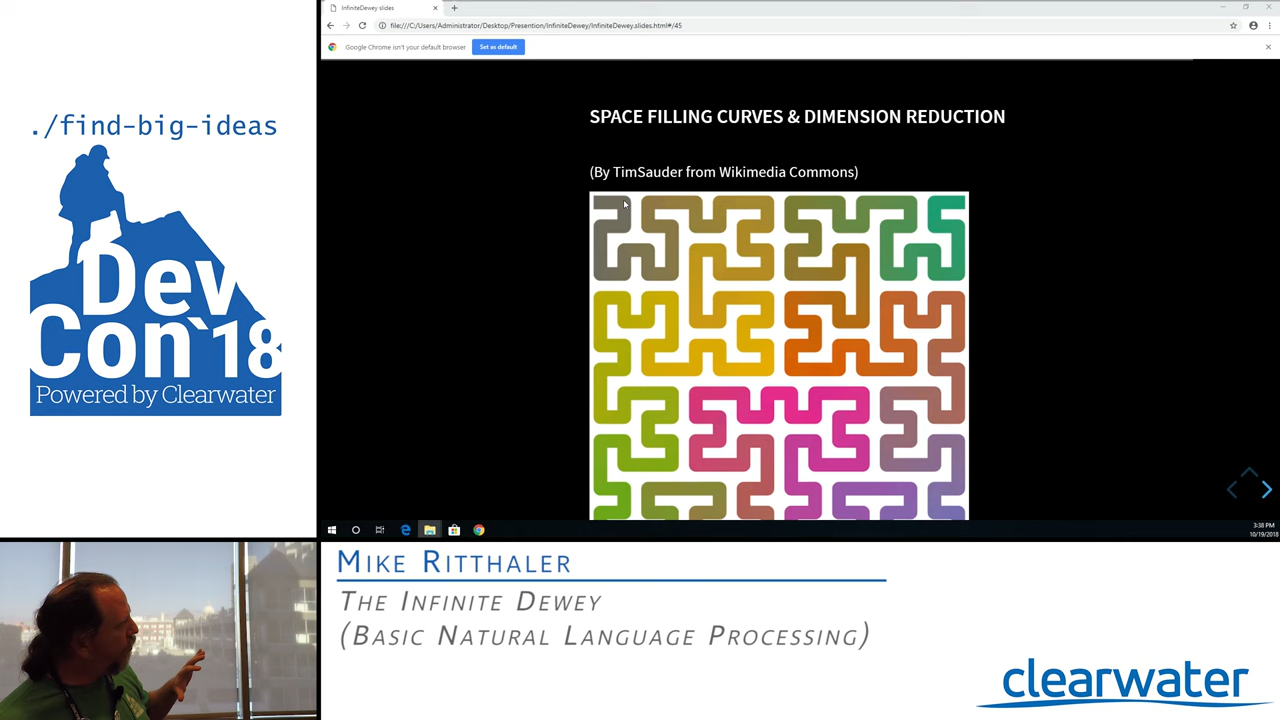 InfiniteDewey slides
file:///C:/Users/Administrator/Desktop/Presention/InfiniteDewey/InfiniteDewey.slides.html#/45
Google Chrome isn't your default browser
Set as default
./find-big-ideas
Dev
Con`18
Powered by Clearwater
SPACE FILLING CURVES & DIMENSION REDUCTION
(By TimSauder from Wikimedia Commons)
3:38 PM
10/19/2018
MIKE RITTHALER
THE INFINITE DEWEY
(BASIC NATURAL LANGUAGE PROCESSING)
clearwater